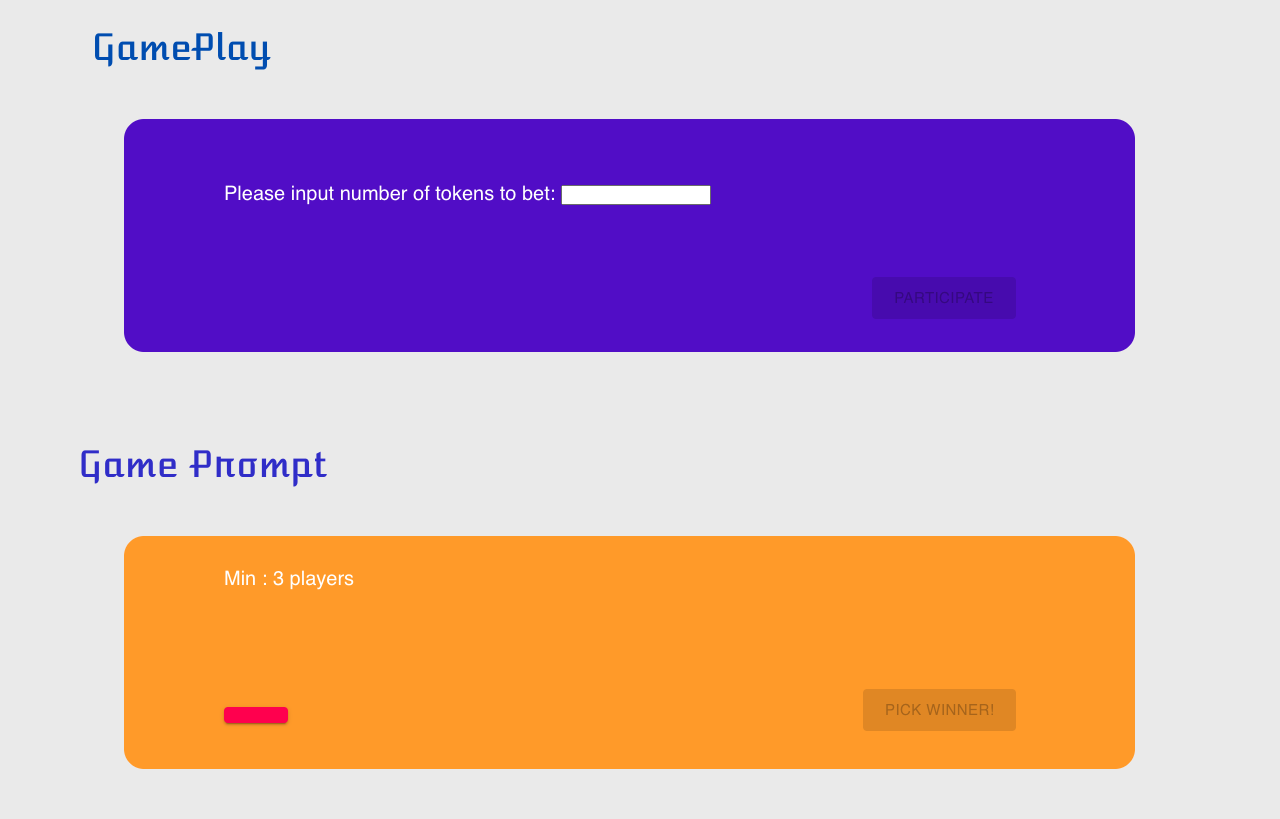 GamePlay
Please input number of tokens to bet:
PARTICIPATE
Game Prompt
Min : 3 players
PICK WINNER!